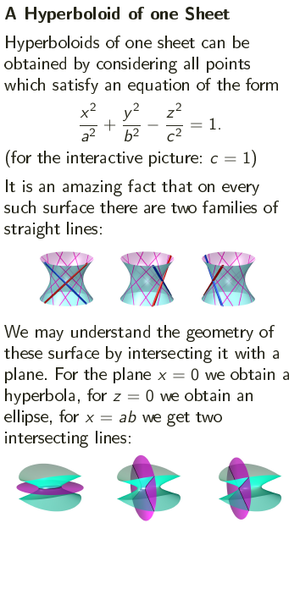 A Hyperboloid of one Sheet
Hyperboloids of one sheet can be
obtained by considering all points
which satisfy an equation of the form
x²/a² + y²/b² − z²/c² = 1.
(for the interactive picture: c = 1)
It is an amazing fact that on every
such surface there are two families of
straight lines:
We may understand the geometry of
these surface by intersecting it with a
plane. For the plane x = 0 we obtain a
hyperbola, for z = 0 we obtain an
ellipse, for x = ab we get two
intersecting lines: